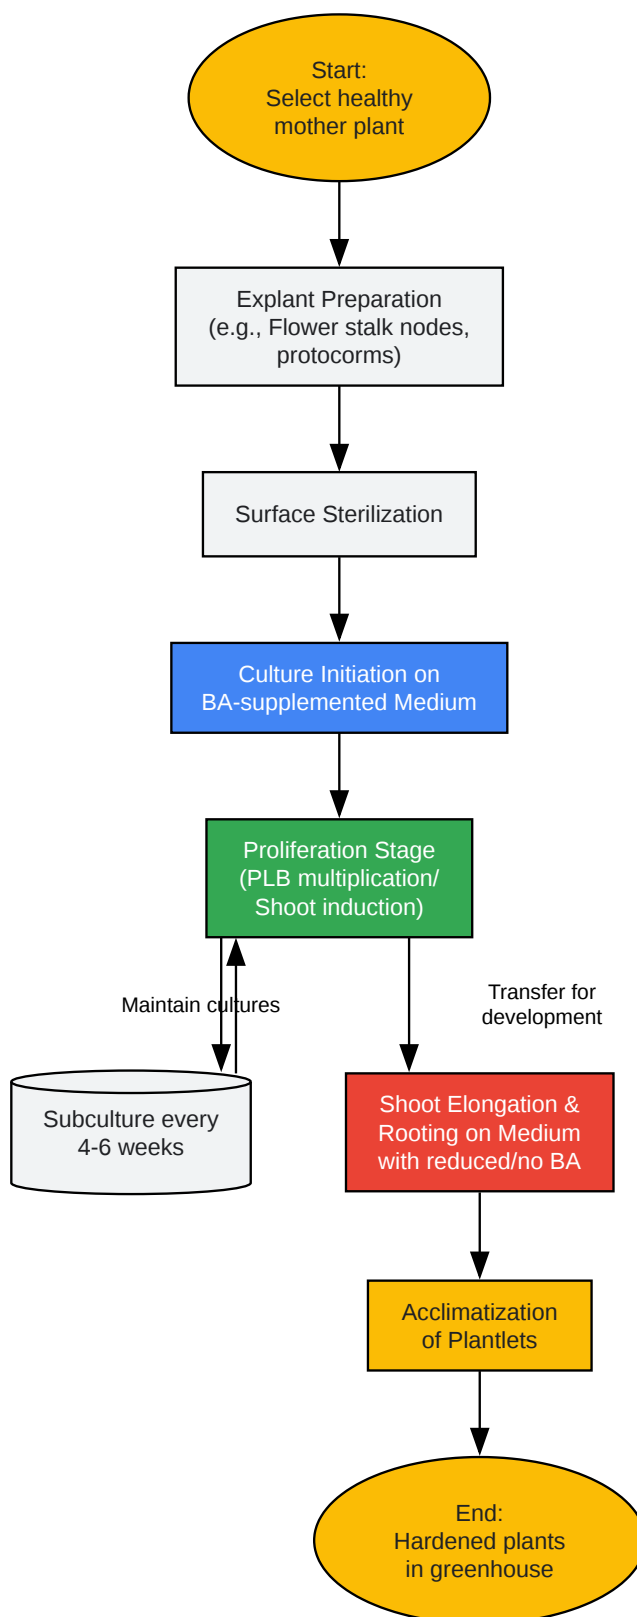 Start:
Select healthy
mother plant
Explant Preparation
(e.g., Flower stalk nodes,
protocorms)
Surface Sterilization
Culture Initiation on
BA-supplemented Medium
Proliferation Stage
(PLB multiplication/
Shoot induction)
Maintain cultures
Transfer for
development
Subculture every
4-6 weeks
Shoot Elongation &
Rooting on Medium
with reduced/no BA
Acclimatization
of Plantlets
End:
Hardened plants
in greenhouse